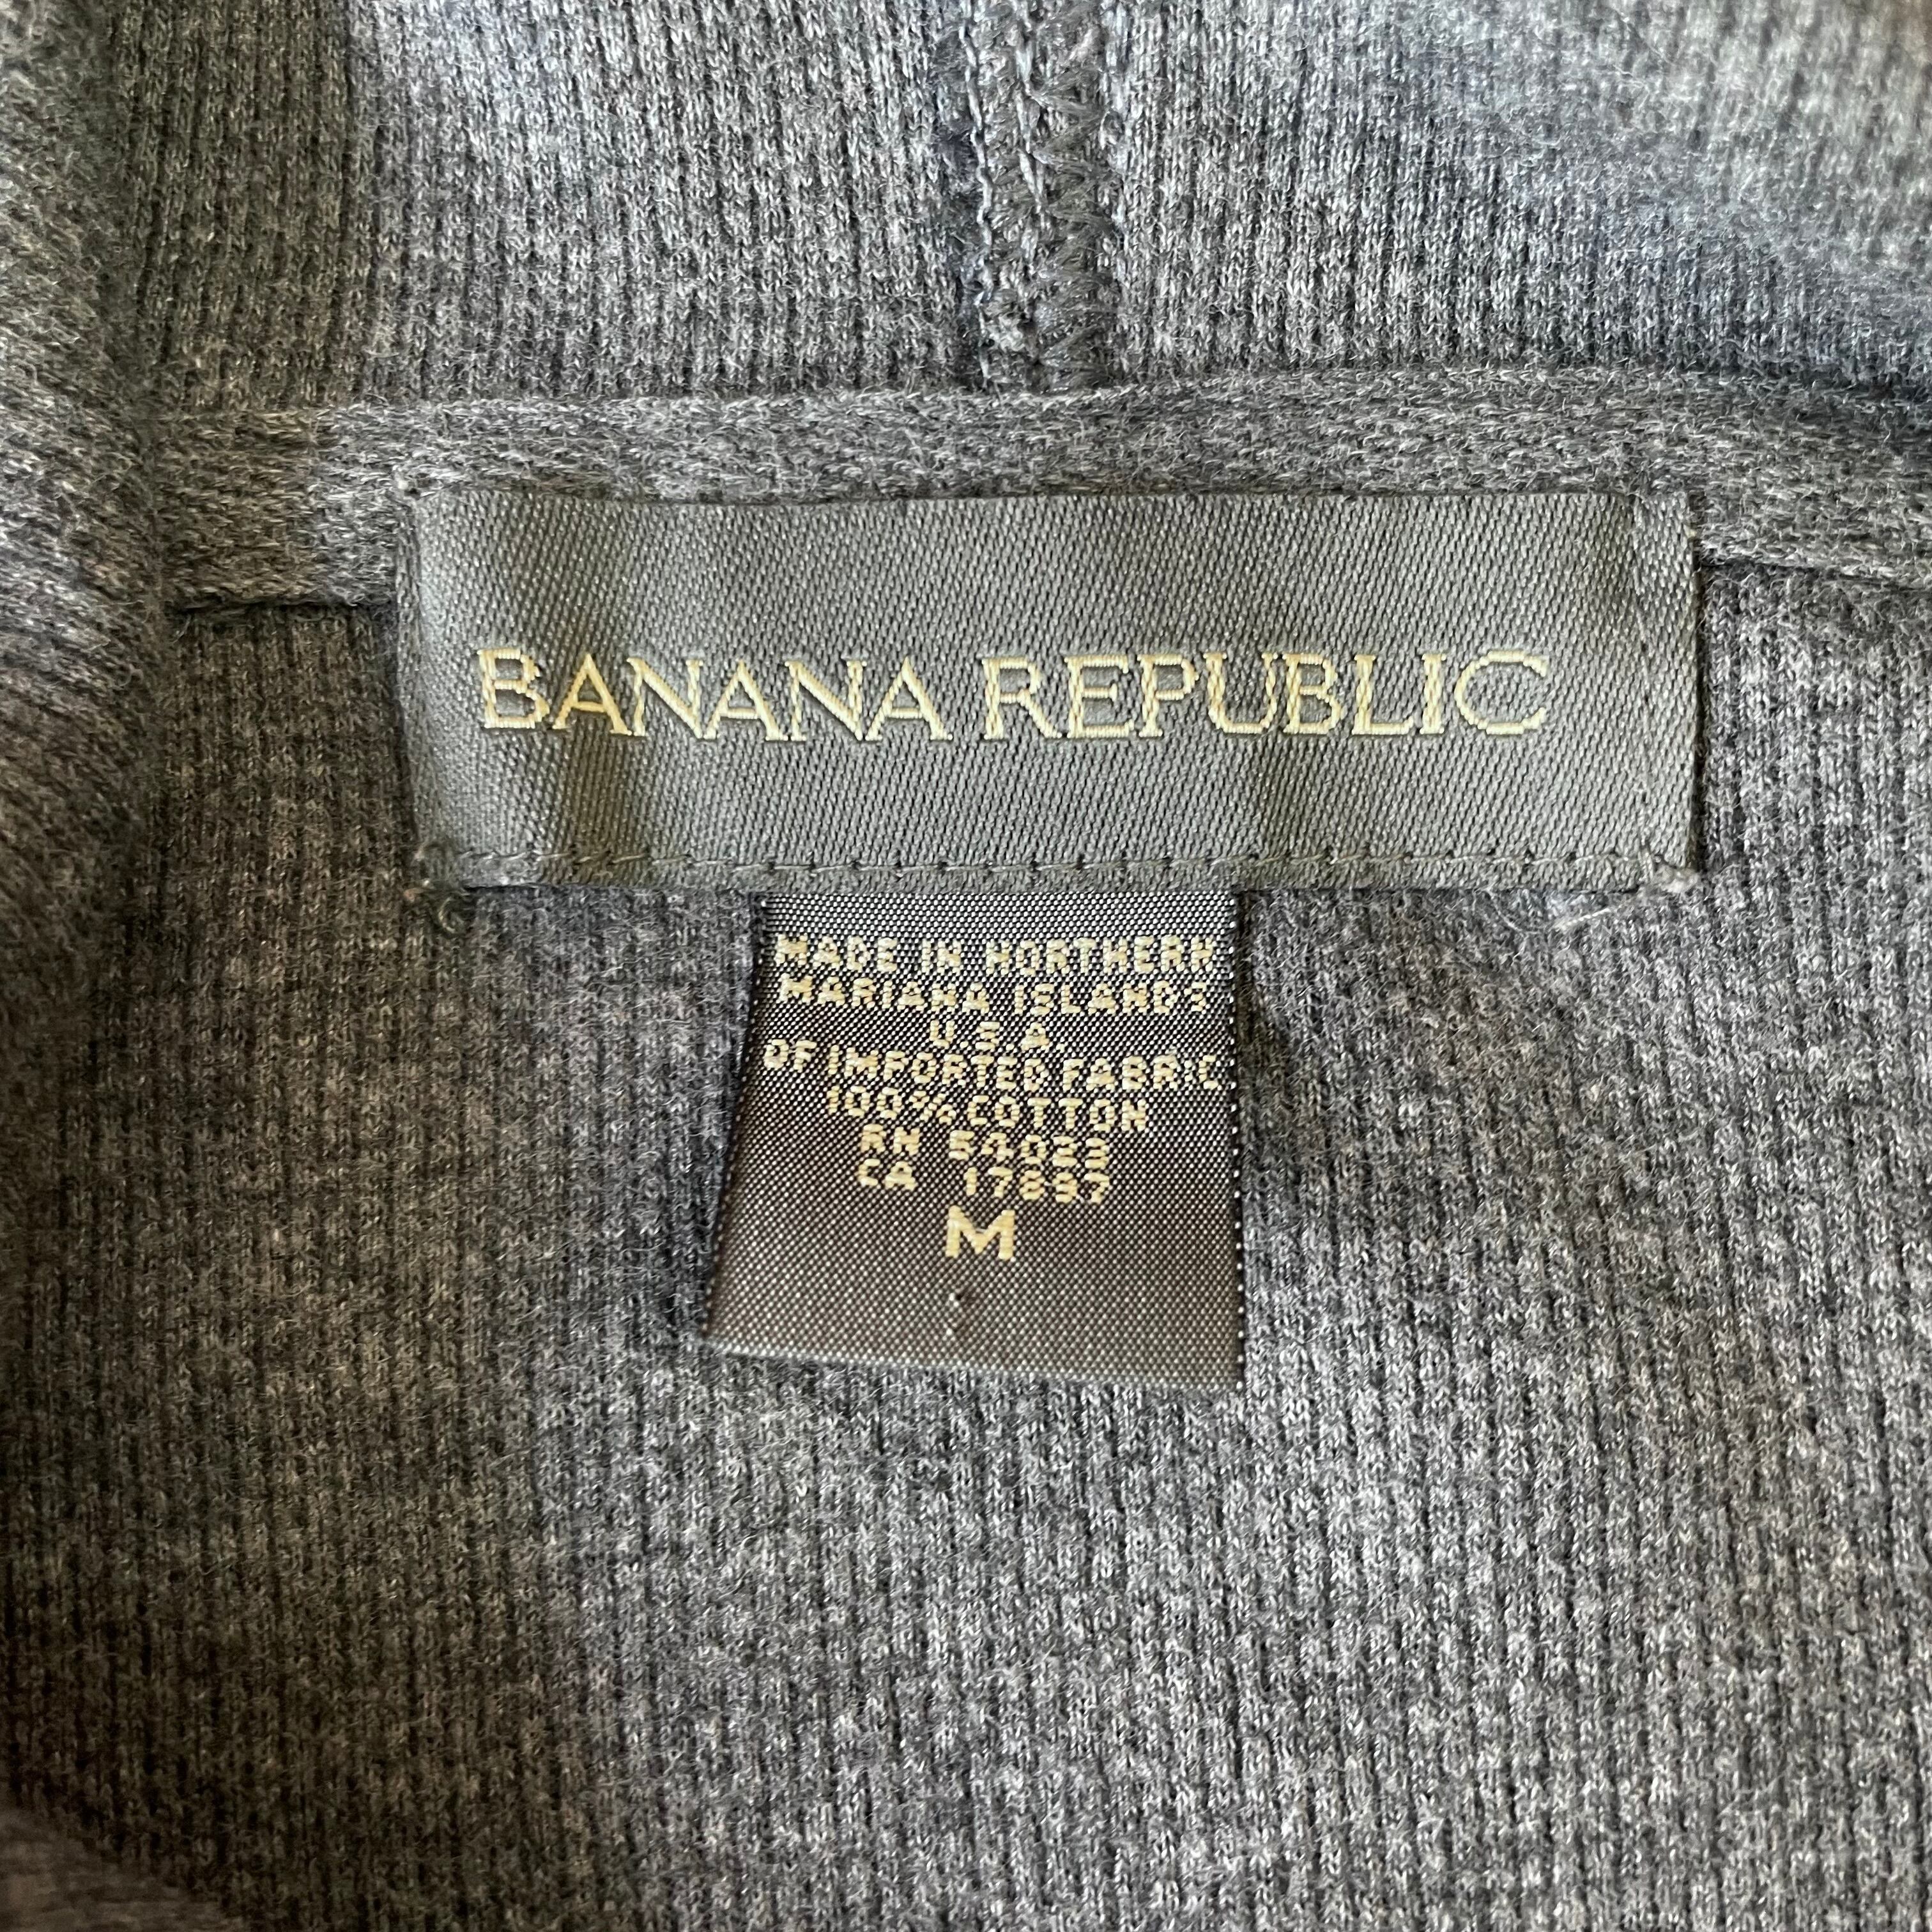 BANANA REPUBLIC
MADE IN NORTHERN
MARIANA ISLANDS
U S A
OF IMPORTED FABRIC
100% COTTON
RN 54023
CA 17897
M